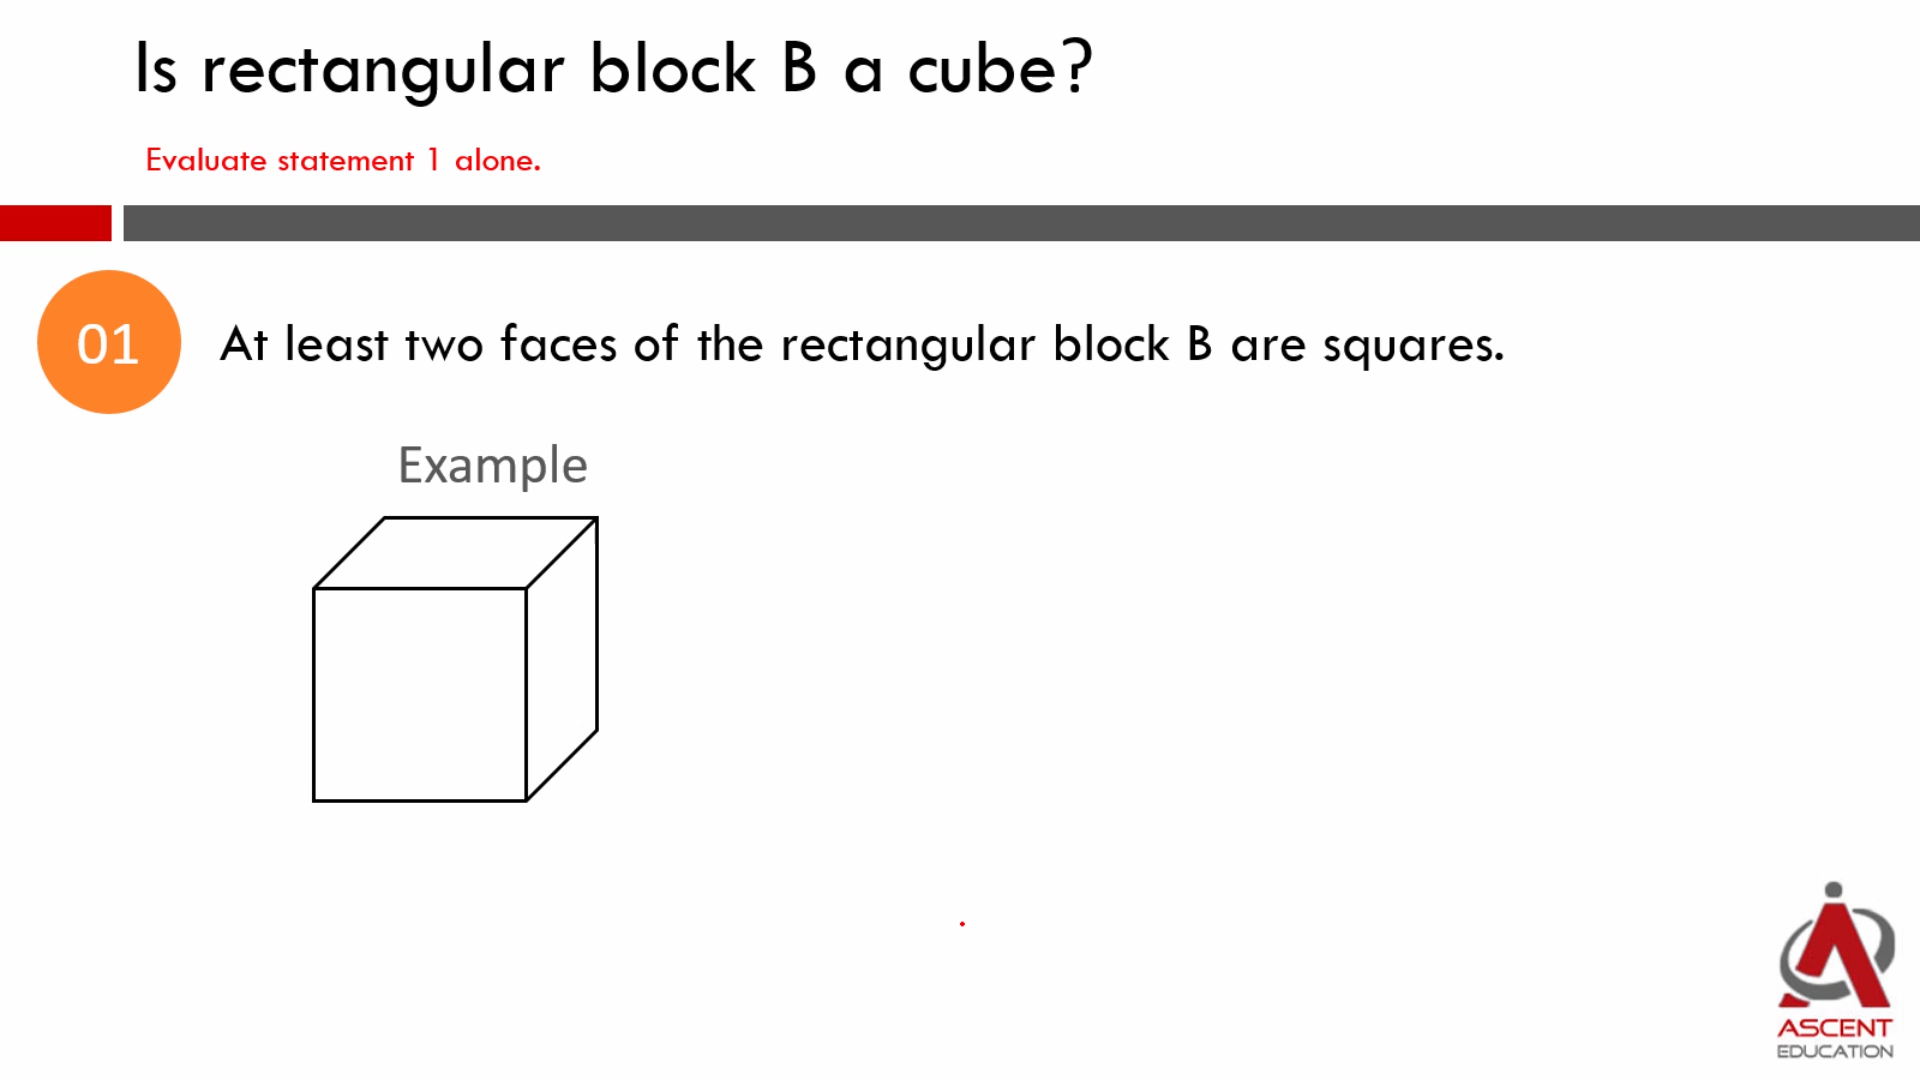 Is rectangular block B a cube?
Evaluate statement 1 alone.
01
At least two faces of the rectangular block B are squares.
Example
ASCENT
EDUCATION